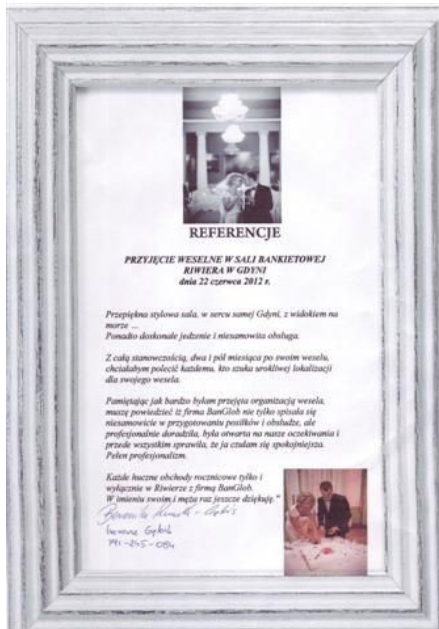 REFERENCJE
PRZYJĘCIE WESELNE W SALI BANKIETOWEJ
RIWIERA W GDYNI
dnia 22 czerwca 2012 r.
Przepiękna stylowa sala, w sercu samej Gdyni, z widokiem na
morze ...
Ponadto doskonałe jedzenie i niesamowita obsługa.
Z całą stanowczością, dwa i pół miesiąca po swoim weselu,
chciałabym polecić każdemu, kto szuka urokliwej lokalizacji
dla swojego wesela.
Pamiętając jak bardzo byłam przejęta organizacją wesela,
muszę powiedzieć iż firma BanGlob nie tylko spisała się
niesamowicie w przygotowaniu posiłków i obsłudze, ale
profesjonalnie doradziła, była otwarta na nasze oczekiwania i
przede wszystkim sprawiła, że ja czułam się spokojniejsza.
Pełen profesjonalizm.
Każde huczne obchody rocznicowe tylko i
wyłącznie w Riwierze z firmą BanGlob.
W imieniu swoim i męża raz jeszcze dziękuję."